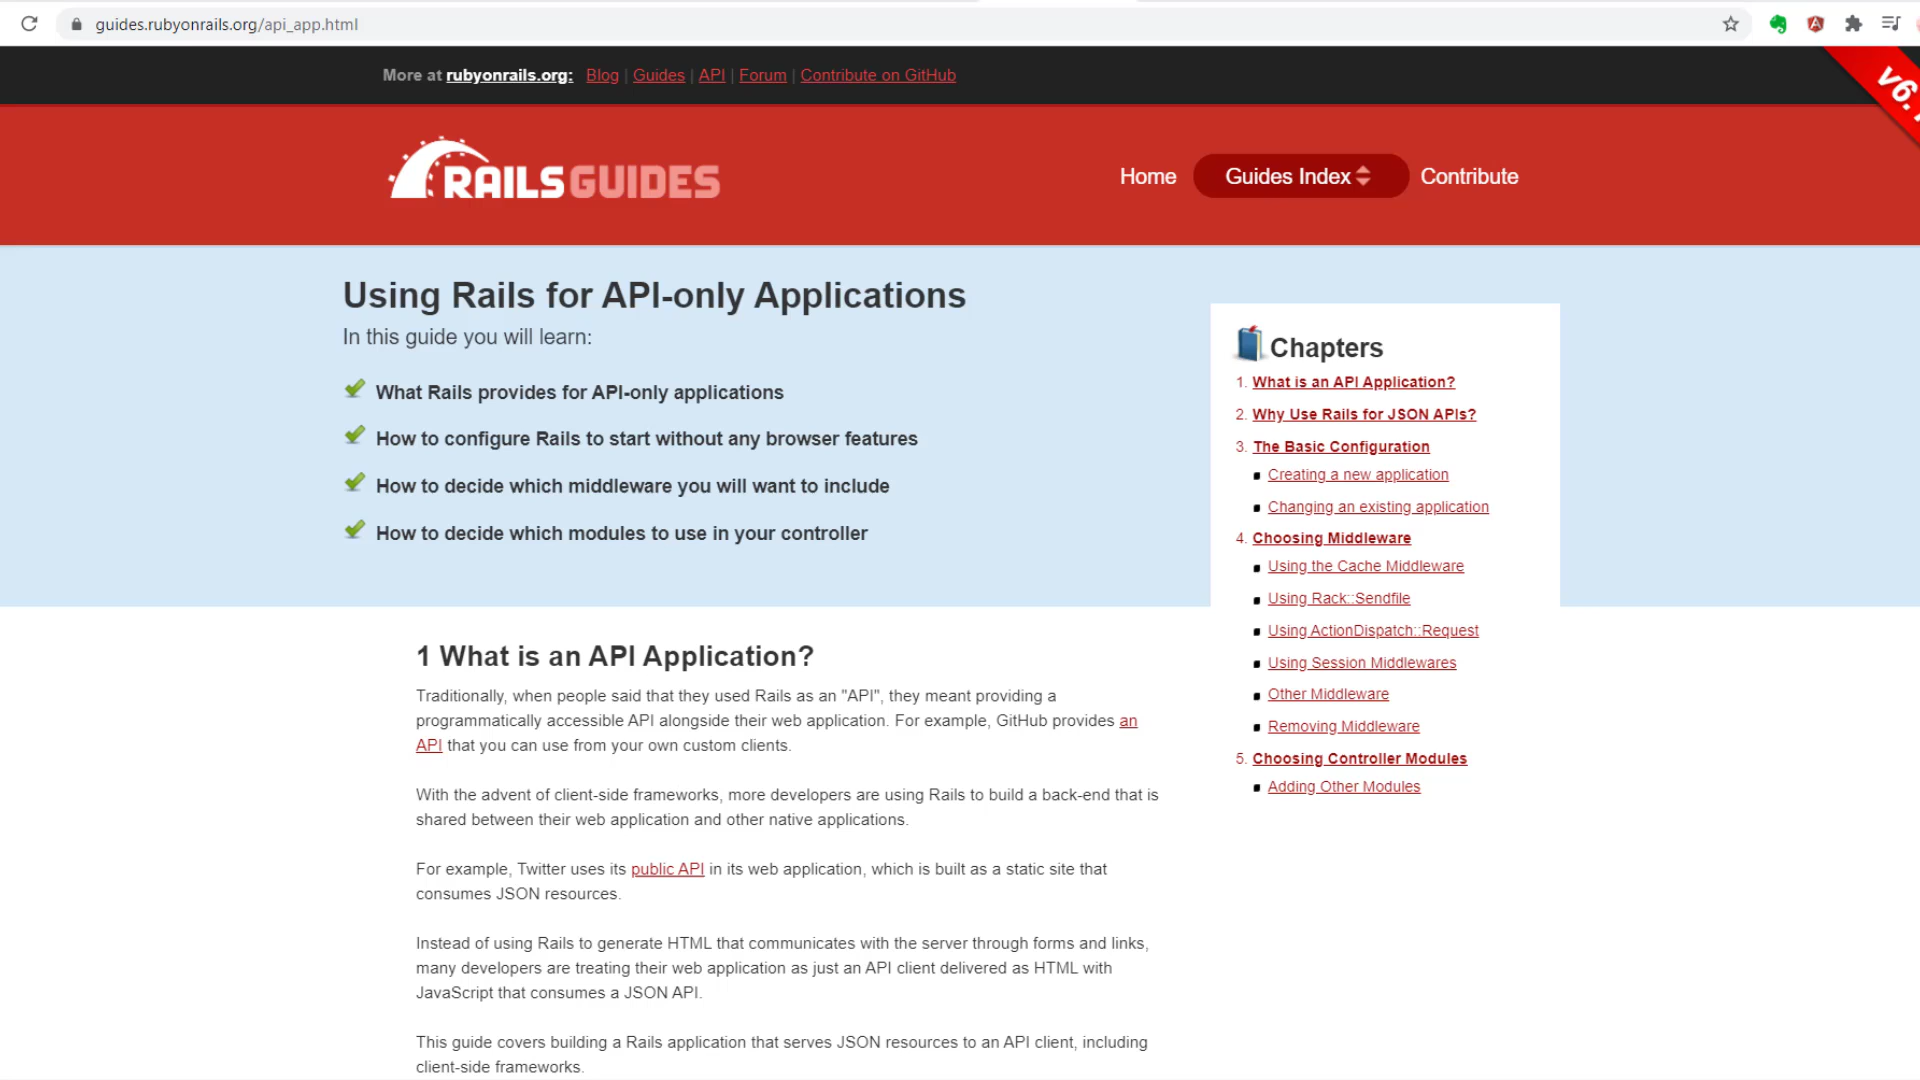 guides.rubyonrails.org/api_app.html
More at rubyonrails.org: Blog | Guides | API | Forum | Contribute on GitHub
v6.
RAILSGUIDES
Home
Guides Index
Contribute
Using Rails for API-only Applications
In this guide you will learn:
What Rails provides for API-only applications
How to configure Rails to start without any browser features
How to decide which middleware you will want to include
How to decide which modules to use in your controller
Chapters
1. What is an API Application?
2. Why Use Rails for JSON APIs?
3. The Basic Configuration
Creating a new application
Changing an existing application
4. Choosing Middleware
Using the Cache Middleware
Using Rack::Sendfile
Using ActionDispatch::Request
Using Session Middlewares
Other Middleware
Removing Middleware
5. Choosing Controller Modules
Adding Other Modules
1 What is an API Application?
Traditionally, when people said that they used Rails as an "API", they meant providing a
programmatically accessible API alongside their web application. For example, GitHub provides an
API that you can use from your own custom clients.
With the advent of client-side frameworks, more developers are using Rails to build a back-end that is
shared between their web application and other native applications.
For example, Twitter uses its public API in its web application, which is built as a static site that
consumes JSON resources.
Instead of using Rails to generate HTML that communicates with the server through forms and links,
many developers are treating their web application as just an API client delivered as HTML with
JavaScript that consumes a JSON API.
This guide covers building a Rails application that serves JSON resources to an API client, including
client-side frameworks.